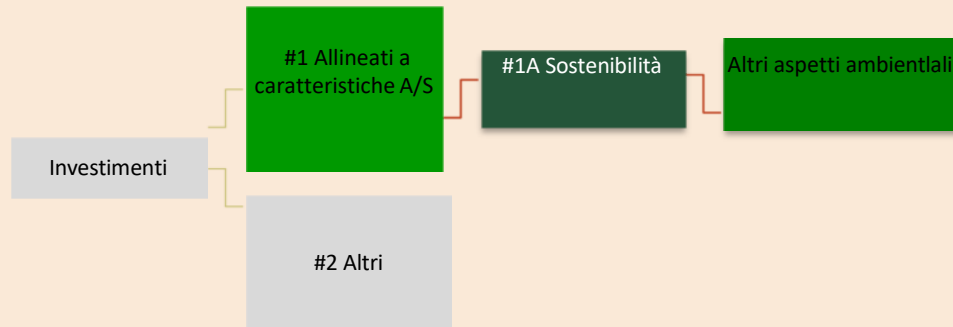 #1 Allineati a
caratteristiche A/S
#1A Sostenibilità
Altri aspetti ambientlali
Investimenti
#2 Altri